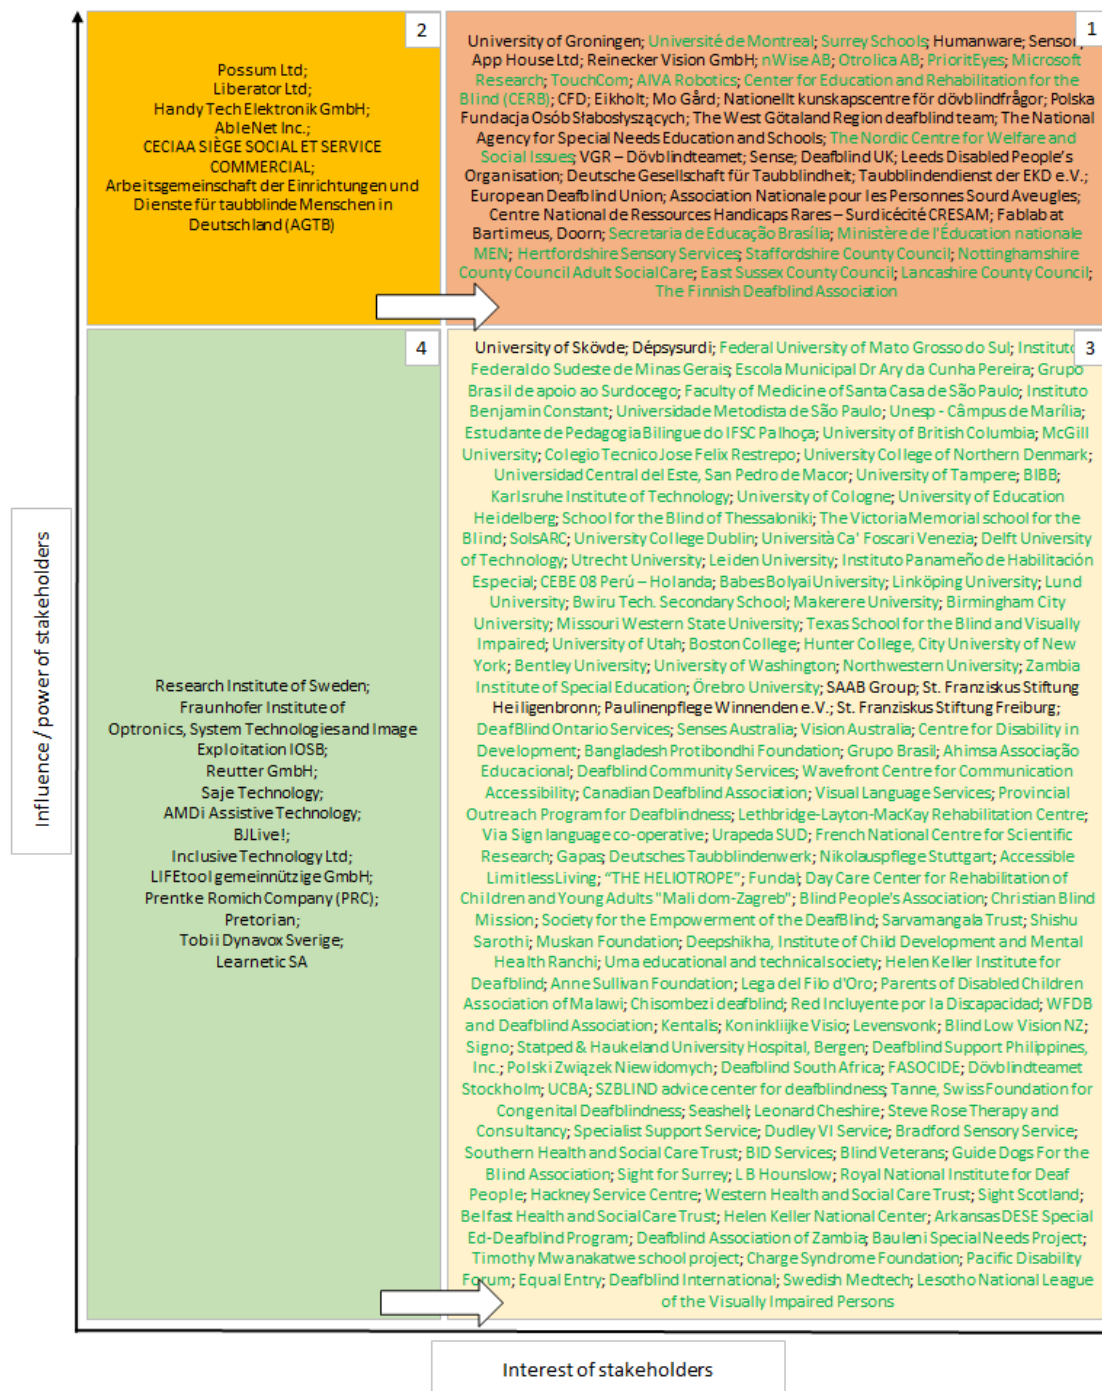 2
Possum Ltd;
Liberator Ltd;
Handy Tech Elektronik GmbH;
AbleNet Inc.;
CECIAA SIÈGE SOCIAL ET SERVICE
COMMERCIAL;
Arbeitsgemeinschaft der Einrichtungen und
Dienste für taubblinde Menschen in
Deutschland (AGTB)
1
University of Groningen; Université de Montreal; Surrey Schools; Humanware; Sensor
App House Ltd; Reinecker Vision GmbH; nWise AB; Otrolica AB; PrioritEyes; Microsoft
Research; TouchCom; AIVA Robotics; Center for Education and Rehabilitation for the
Blind (CERB); CFD; Eikholt; Mo Gård; Nationellt kunskapscentre för dövblindfrågor; Polska
Fundacja Osób Słabosłyszących; The West Götaland Region deafblind team; The National
Agency for Special Needs Education and Schools; The Nordic Centre for Welfare and
Social Issues; VGR – Dövblindteamet; Sense; Deafblind UK; Leeds Disabled People's
Organisation; Deutsche Gesellschaft für Taubblindheit; Taubblindendienst der EKD e.V.;
European Deafblind Union; Association Nationale pour les Personnes Sourd Aveugles;
Centre National de Ressources Handicaps Rares – Surdicécité CRESAM; Fablab at
Bartimeus, Doorn; Secretaria de Educação Brasília; Ministère de l'Éducation nationale
MEN; Hertfordshire Sensory Services; Staffordshire County Council; Nottinghamshire
County Council Adult Social Care; East Sussex County Council; Lancashire County Council;
The Finnish Deafblind Association
4
Research Institute of Sweden;
Fraunhofer Institute of
Optronics, System Technologies and Image
Exploitation IOSB;
Reutter GmbH;
Saje Technology;
AMDi Assistive Technology;
BJLive!;
Inclusive Technology Ltd;
LIFEtool gemeinnützige GmbH;
Prentke Romich Company (PRC);
Pretorian;
Tobii Dynavox Sverige;
Learnetic SA
3
University of Skövde; Dépsysurdi; Federal University of Mato Grosso do Sul; Instituto
Federal do Sudeste de Minas Gerais; Escola Municipal Dr Ary da Cunha Pereira; Grupo
Brasil de apoio ao Surdocego; Faculty of Medicine of Santa Casa de São Paulo; Instituto
Benjamin Constant; Universidade Metodista de São Paulo; Unesp - Câmpus de Marília;
Estudante de Pedagogia Bilingue do IFSC Palhoça; University of British Columbia; McGill
University; Colegio Tecnico Jose Felix Restrepo; University College of Northern Denmark;
Universidad Central del Este, San Pedro de Macor; University of Tampere; BIBB;
Karlsruhe Institute of Technology; University of Cologne; University of Education
Heidelberg; School for the Blind of Thessaloniki; The Victoria Memorial school for the
Blind; SolsARC; University College Dublin; Università Ca' Foscari Venezia; Delft University
of Technology; Utrecht University; Leiden University; Instituto Panameño de Habilitación
Especial; CEBE 08 Perú – Holanda; Babes Bolyai University; Linköping University; Lund
University; Bwiru Tech. Secondary School; Makerere University; Birmingham City
University; Missouri Western State University; Texas School for the Blind and Visually
Impaired; University of Utah; Boston College; Hunter College, City University of New
York; Bentley University; University of Washington; Northwestern University; Zambia
Institute of Special Education; Örebro University; SAAB Group; St. Franziskus Stiftung
Heiligenbronn; Paulinenpflege Winnenden e.V.; St. Franziskus Stiftung Freiburg;
DeafBlind Ontario Services; Senses Australia; Vision Australia; Centre for Disability in
Development; Bangladesh Protibondhi Foundation; Grupo Brasil; Ahimsa Associação
Educacional; Deafblind Community Services; Wavefront Centre for Communication
Accessibility; Canadian Deafblind Association; Visual Language Services; Provincial
Outreach Program for Deafblindness; Lethbridge-Layton-MacKay Rehabilitation Centre;
Via Sign language co-operative; Urapeda SUD; French National Centre for Scientific
Research; Gapas; Deutsches Taubblindenwerk; Nikolauspflege Stuttgart; Accessible
Limitless Living; "THE HELIOTROPE"; Fundal; Day Care Center for Rehabilitation of
Children and Young Adults "Mali dom-Zagreb"; Blind People's Association; Christian Blind
Mission; Society for the Empowerment of the DeafBlind; Sarvamangala Trust; Shishu
Sarothi; Muskan Foundation; Deepshikha, Institute of Child Development and Mental
Health Ranchi; Uma educational and technical society; Helen Keller Institute for
Deafblind; Anne Sullivan Foundation; Lega del Filo d'Oro; Parents of Disabled Children
Association of Malawi; Chisombezi deafblind; Red Incluyente por la Discapacidad; WFDB
and Deafblind Association; Kentalis; Koninkliijke Visio; Levensvonk; Blind Low Vision NZ;
Signo; Statped & Haukeland University Hospital, Bergen; Deafblind Support Philippines,
Inc.; Polski Związek Niewidomych; Deafblind South Africa; FASOCIDE; Dövblindteamet
Stockholm; UCBA; SZBLIND advice center for deafblindness; Tanne, Swiss Foundation for
Congenital Deafblindness; Seashell; Leonard Cheshire; Steve Rose Therapy and
Consultancy; Specialist Support Service; Dudley VI Service; Bradford Sensory Service;
Southern Health and Social Care Trust; BID Services; Blind Veterans; Guide Dogs For the
Blind Association; Sight for Surrey; LB Hounslow; Royal National Institute for Deaf
People; Hackney Service Centre; Western Health and Social Care Trust; Sight Scotland;
Belfast Health and Social Care Trust; Helen Keller National Center; Arkansas DESE Special
Ed-Deafblind Program; Deafblind Association of Zambia; Bauleni Special Needs Project;
Timothy Mwanakatwe school project; Charge Syndrome Foundation; Pacific Disability
Forum; Equal Entry; Deafblind International; Swedish Medtech; Lesotho National League
of the Visually Impaired Persons
Influence / power of stakeholders
Interest of stakeholders